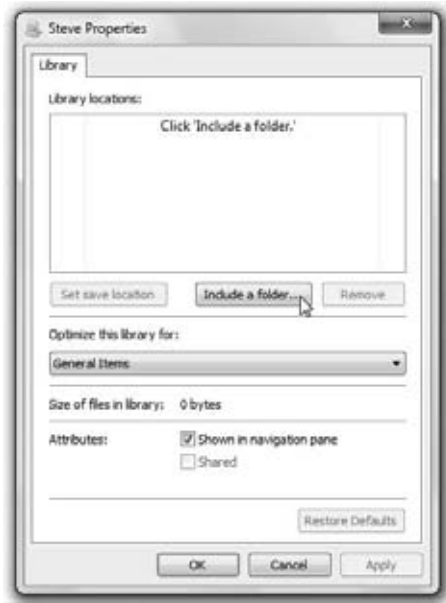 Steve Properties
Library
Library locations:
Click 'Include a folder.'
Set save location
Include a folder...
Remove
Optimize this library for:
General Items
Size of files in library: 0 bytes
Attributes:
Shown in navigation pane
Shared
Restore Defaults
OK
Cancel
Apply